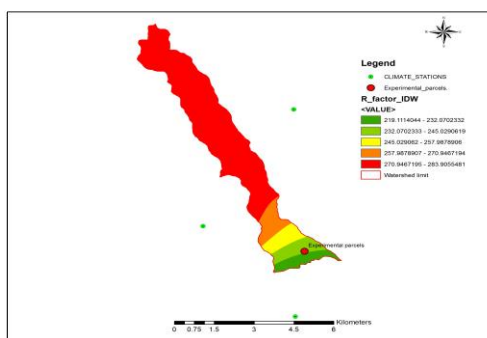 Legend
CLIMATE_STATIONS
Experimental_parcels.
R_factor_IDW
<VALUE>
219.1114044 - 232.0702332
232.0702333 - 245.0290619
245.029062 - 257.9878906
257.9878907 - 270.9467194
270.9467195 - 283.9055481
Watershed limit
Experimental parcels
Kilometers
0 0.75 1.5 3 4.5 6